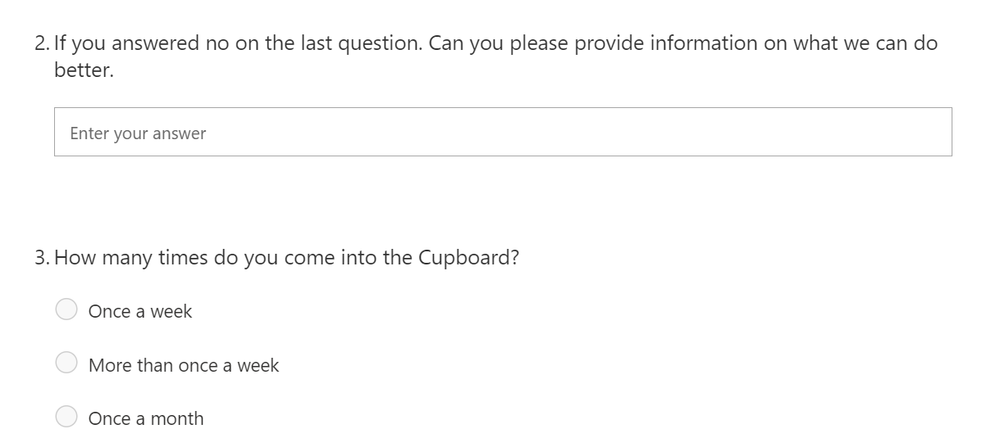 2. If you answered no on the last question. Can you please provide information on what we can do
better.
Enter your answer
3. How many times do you come into the Cupboard?
Once a week
More than once a week
Once a month